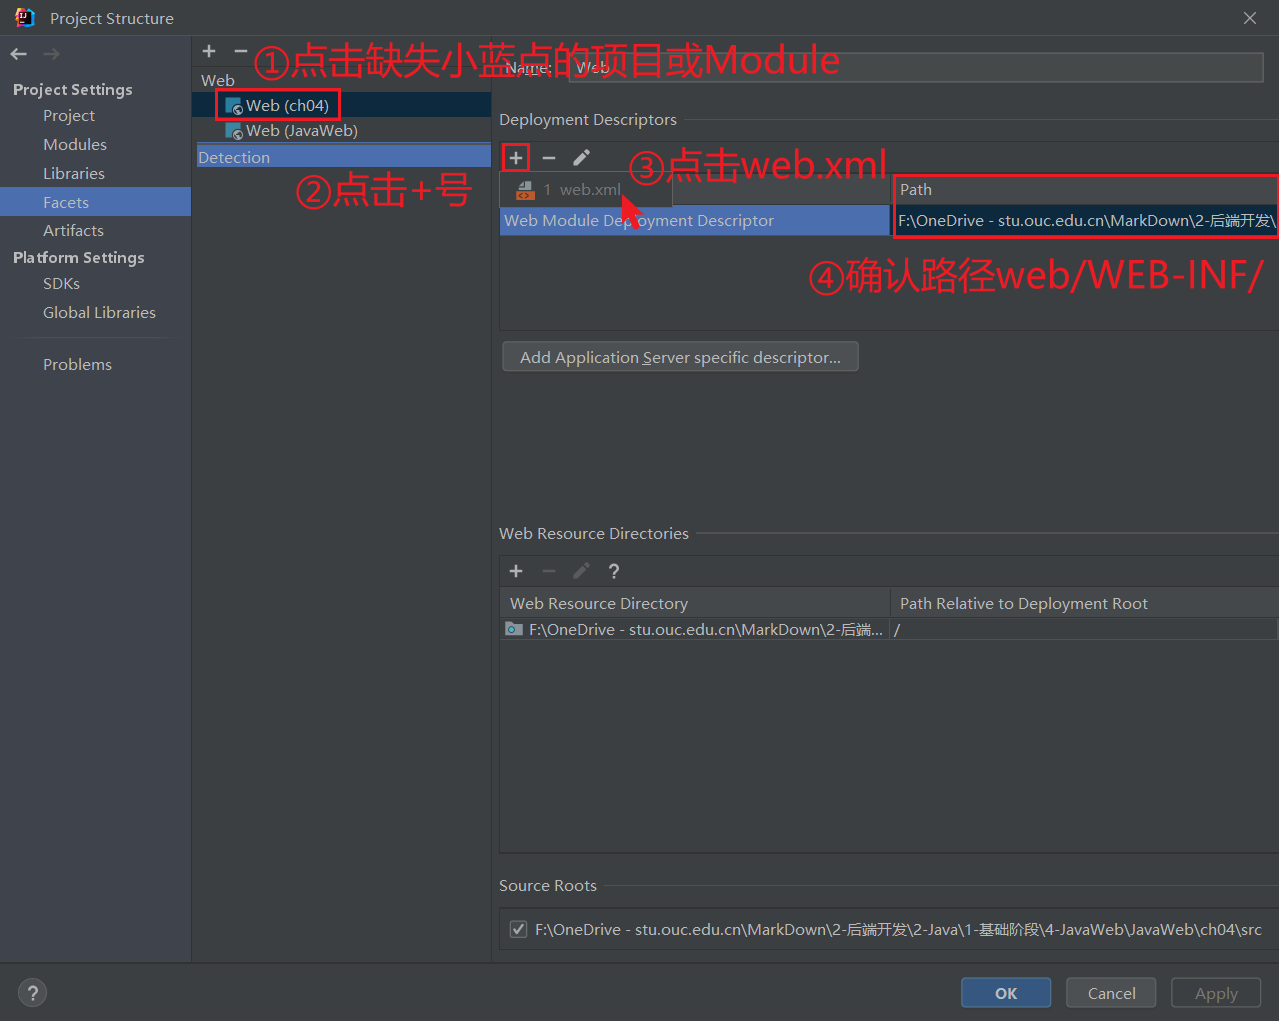 Project Structure
①点击缺失小蓝点的项目或Module
Name:
Web
Project Settings
Project
Modules
Libraries
Facets
Artifacts
Platform Settings
SDKs
Global Libraries
Problems
Web
Web (ch04)
Web (JavaWeb)
Detection
②点击+号
Deployment Descriptors
③点击web.xml
1 web.xml
Path
Web Module Deployment Descriptor
F:\OneDrive - stu.ouc.edu.cn\MarkDown\2-后端开发\
④确认路径web/WEB-INF/
Add Application Server specific descriptor...
Web Resource Directories
?
Web Resource Directory
Path Relative to Deployment Root
F:\OneDrive - stu.ouc.edu.cn\MarkDown\2-后端...
/
Source Roots
F:\OneDrive - stu.ouc.edu.cn\MarkDown\2-后端开发\2-Java\1-基础阶段\4-JavaWeb\JavaWeb\ch04\src
?
OK
Cancel
Apply